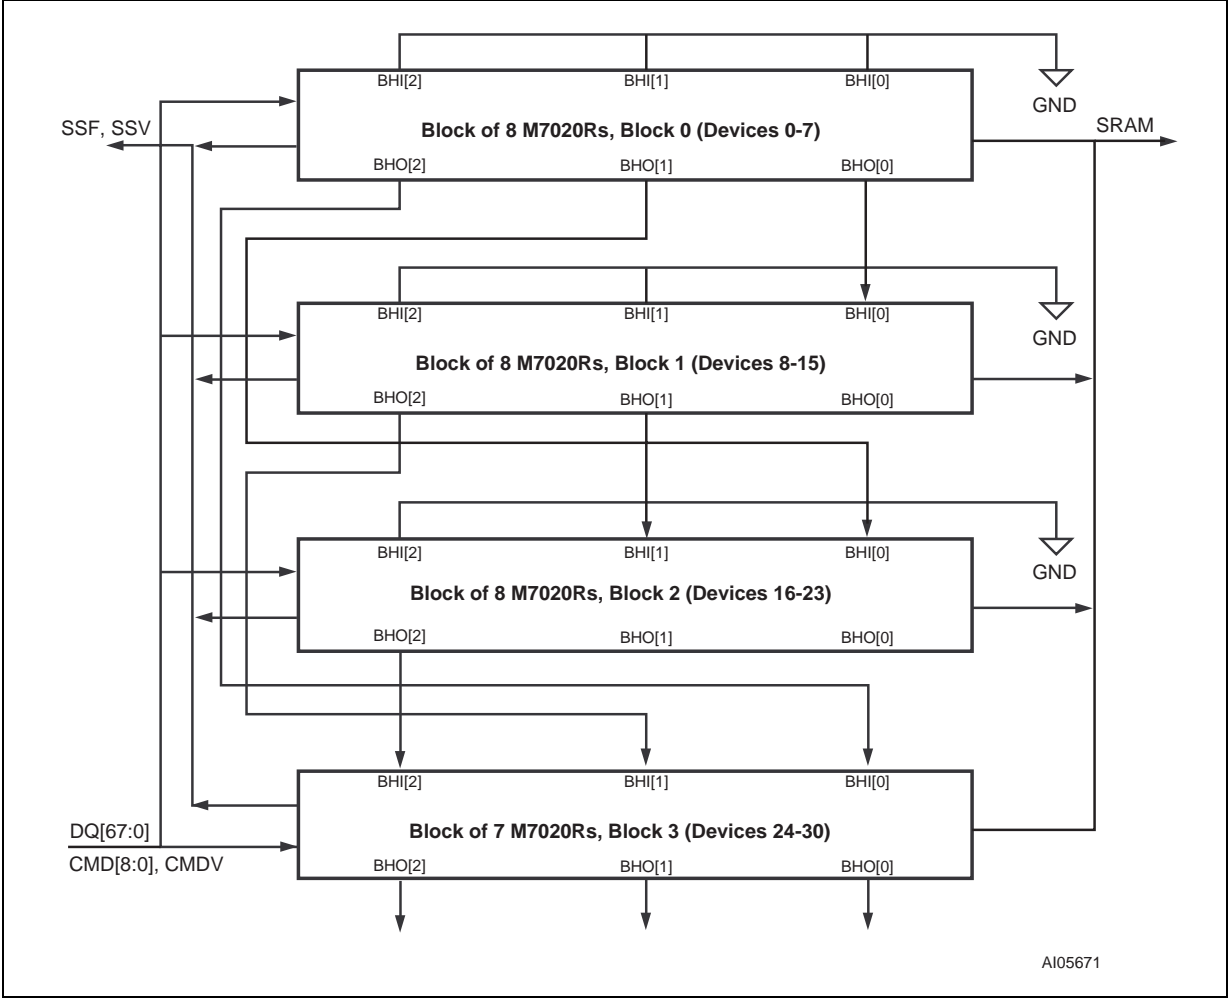 BHI[2] BHI[1] BHI[0]
GND
SSF, SSV
Block of 8 M7020Rs, Block 0 (Devices 0-7)
SRAM
BHO[2] BHO[1] BHO[0]
BHI[2] BHI[1] BHI[0]
GND
Block of 8 M7020Rs, Block 1 (Devices 8-15)
BHO[2] BHO[1] BHO[0]
BHI[2] BHI[1] BHI[0]
GND
Block of 8 M7020Rs, Block 2 (Devices 16-23)
BHO[2] BHO[1] BHO[0]
BHI[2] BHI[1] BHI[0]
DQ[67:0]
Block of 7 M7020Rs, Block 3 (Devices 24-30)
CMD[8:0], CMDV
BHO[2] BHO[1] BHO[0]
AI05671